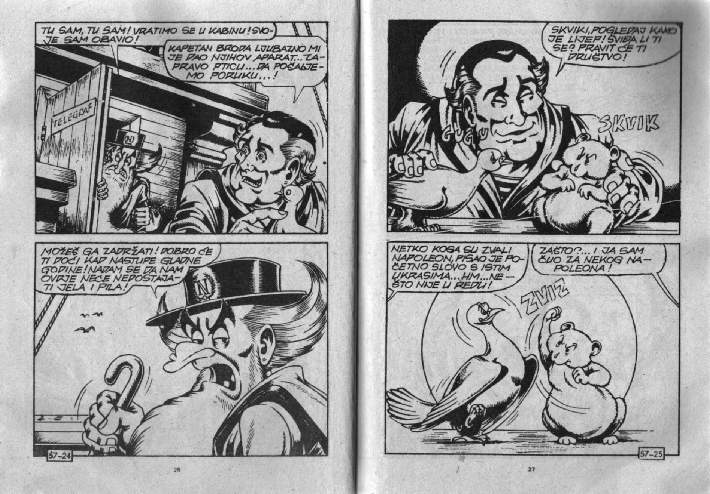 TU SAM, TU SAM! VRATIMO SE U KABINU! SVO-
JE SAM OBAVIO!
KAPETAN BRODA LJUBAZNO MI
JE DAO NJIHOV APARAT... ZA-
PRAVO PTICU... DA POŠALJE-
MO PORUKU...!
TELEGRAF
MOŽEŠ GA ZADRŽATI! DOBRO ĆE
TI DOĆI KAD NASTUPE GLADNE
GODINE! NADAM SE DA NAM
OVDJE NEĆE NEDOSTAJA-
TI JELA I PILA!
N
57-24
26
SKVIKI, POGLEDAJ KAKO
JE LIJEP! SVIĐA LI TI
SE? PRAVIT ĆE TI
DRUŠTVO!
GUGU
SKVIK
NETKO KOGA SU ZVALI
NAPOLEON, PISAO JE PO-
ČETNO SLOVO S ISTIM
UKRASIMA... HM... NE-
ŠTO NIJE U REDU!
ZAŠTO?... I JA SAM
ČUO ZA NEKOG NA-
POLEONA!
ZVIZ
57-25
27